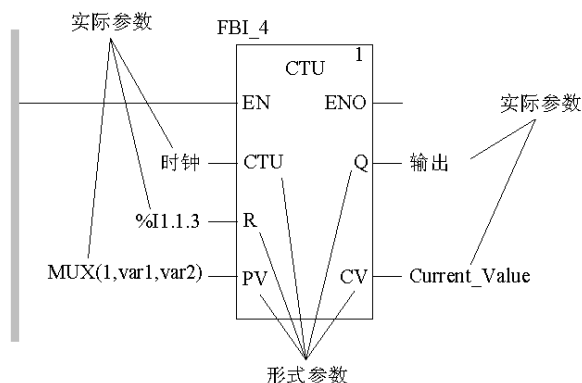 实际参数
FBI_4
CTU
1
EN
ENO
实际参数
时钟
CTU
Q
输出
%I1.1.3
R
MUX(1,var1,var2)
PV
CV
Current_Value
形式参数